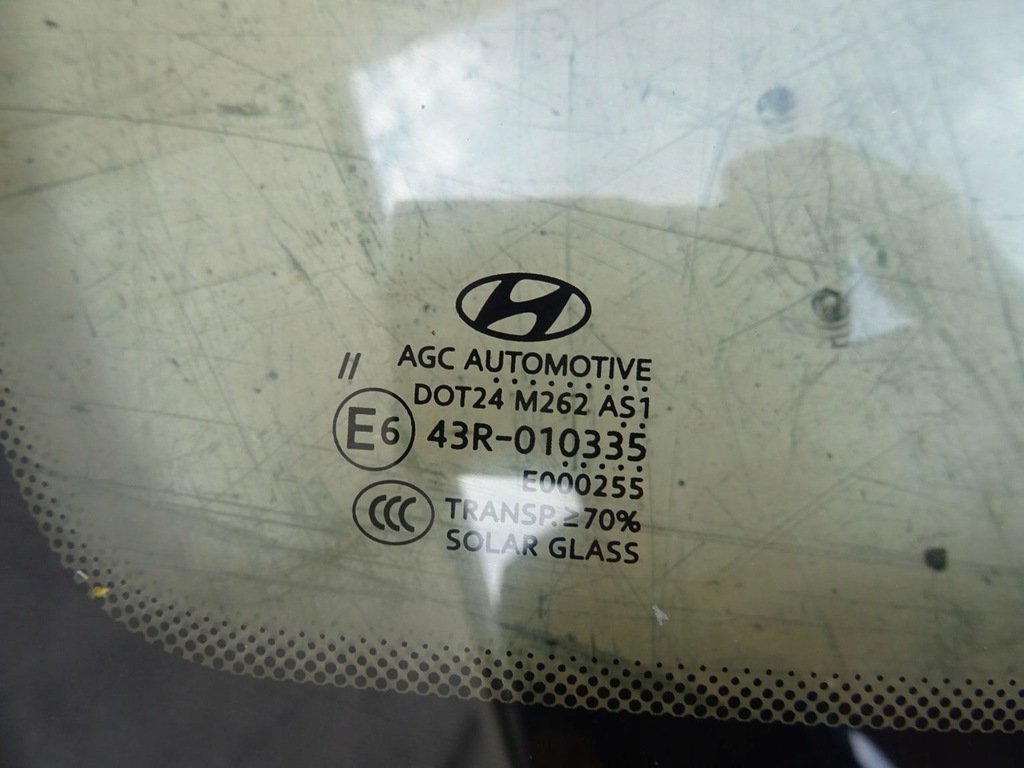 AGC AUTOMOTIVE
//
DOT24 M262 AS1
E6 43R-010335
E000255
CCC TRANSP.≥70%
SOLAR GLASS